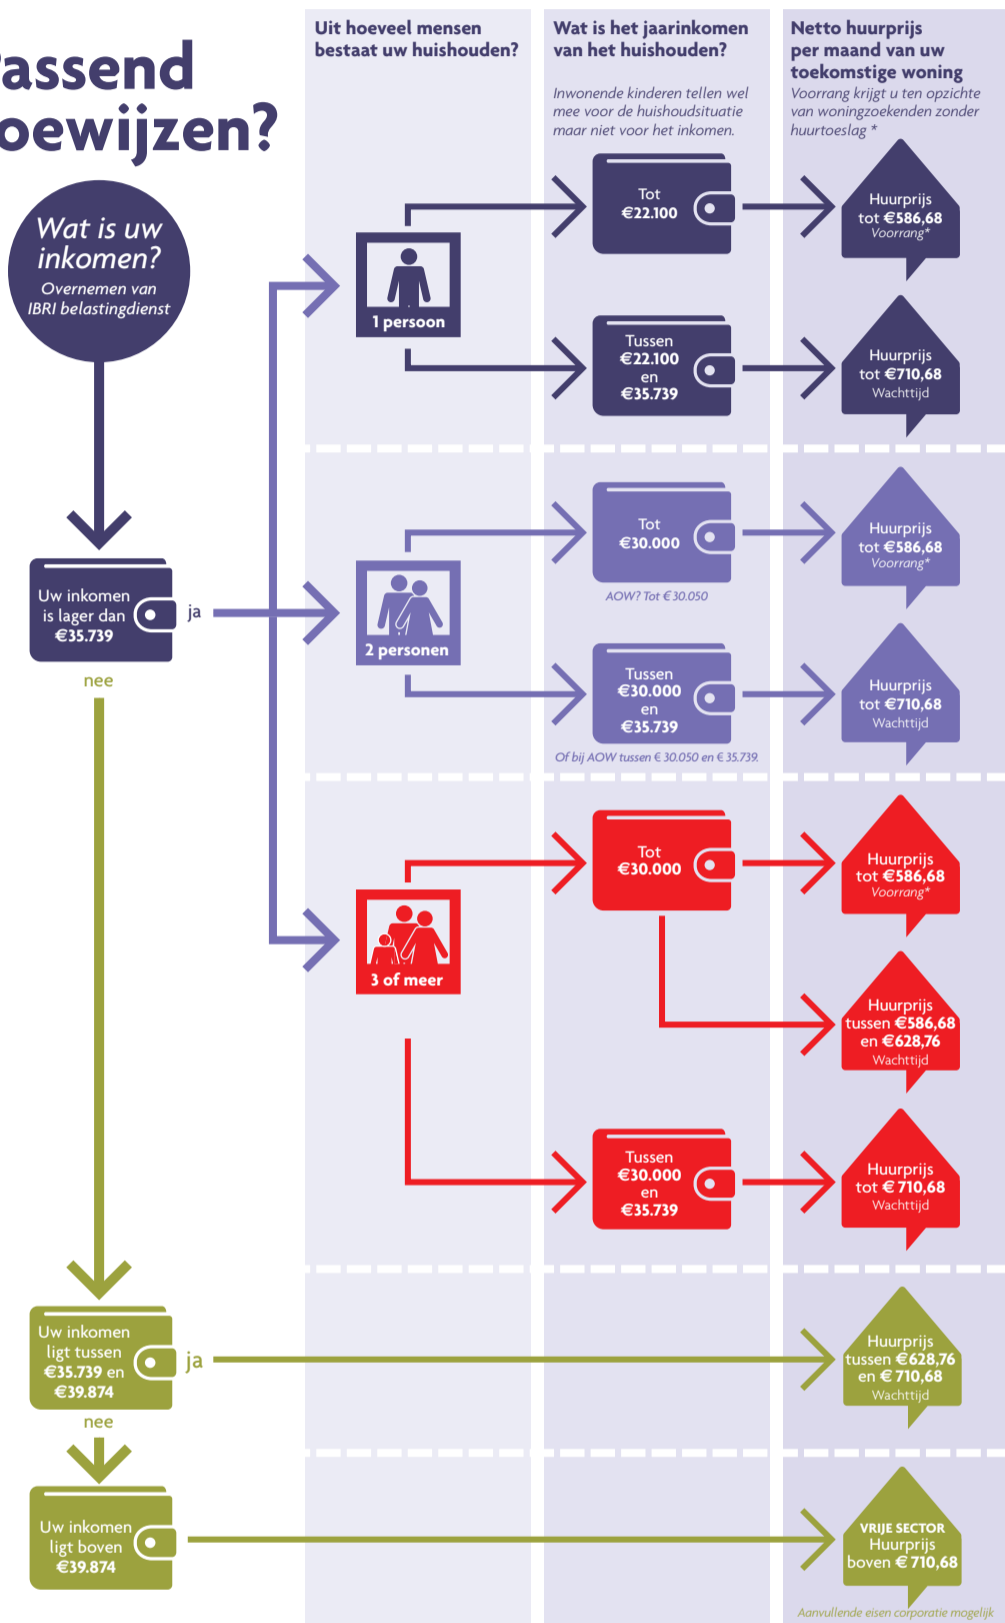 assend
oewijzen?
Uit hoeveel mensen
bestaat uw huishouden?
Wat is het jaarinkomen
van het huishouden?
Inwonende kinderen tellen wel
mee voor de huishoudsituatie
maar niet voor het inkomen.
Netto huurprijs
per maand van uw
toekomstige woning
Voorrang krijgt u ten opzichte
van woningzoekenden zonder
huurtoeslag *
Wat is uw
inkomen?
Overnemen van
IBRI belastingdienst
1 persoon
Tot
€22.100
Huurprijs
tot €586,68
Voorrang*
Tussen
€22.100
en
€35.739
Huurprijs
tot €710,68
Wachttijd
Uw inkomen
is lager dan
€35.739
ja
nee
2 personen
Tot
€30.000
AOW? Tot € 30.050
Huurprijs
tot €586,68
Voorrang*
Tussen
€30.000
en
€35.739
Of bij AOW tussen € 30.050 en € 35.739.
Huurprijs
tot €710,68
Wachttijd
3 of meer
Tot
€30.000
Huurprijs
tot €586,68
Voorrang*
Huurprijs
tussen €586,68
en €628,76
Wachttijd
Tussen
€30.000
en
€35.739
Huurprijs
tot € 710,68
Wachttijd
Uw inkomen
ligt tussen
€35.739 en
€39.874
ja
nee
Huurprijs
tussen €628,76
en € 710,68
Wachttijd
Uw inkomen
ligt boven
€39.874
VRIJE SECTOR
Huurprijs
boven € 710,68
Aanvullende eisen corporatie mogelijk